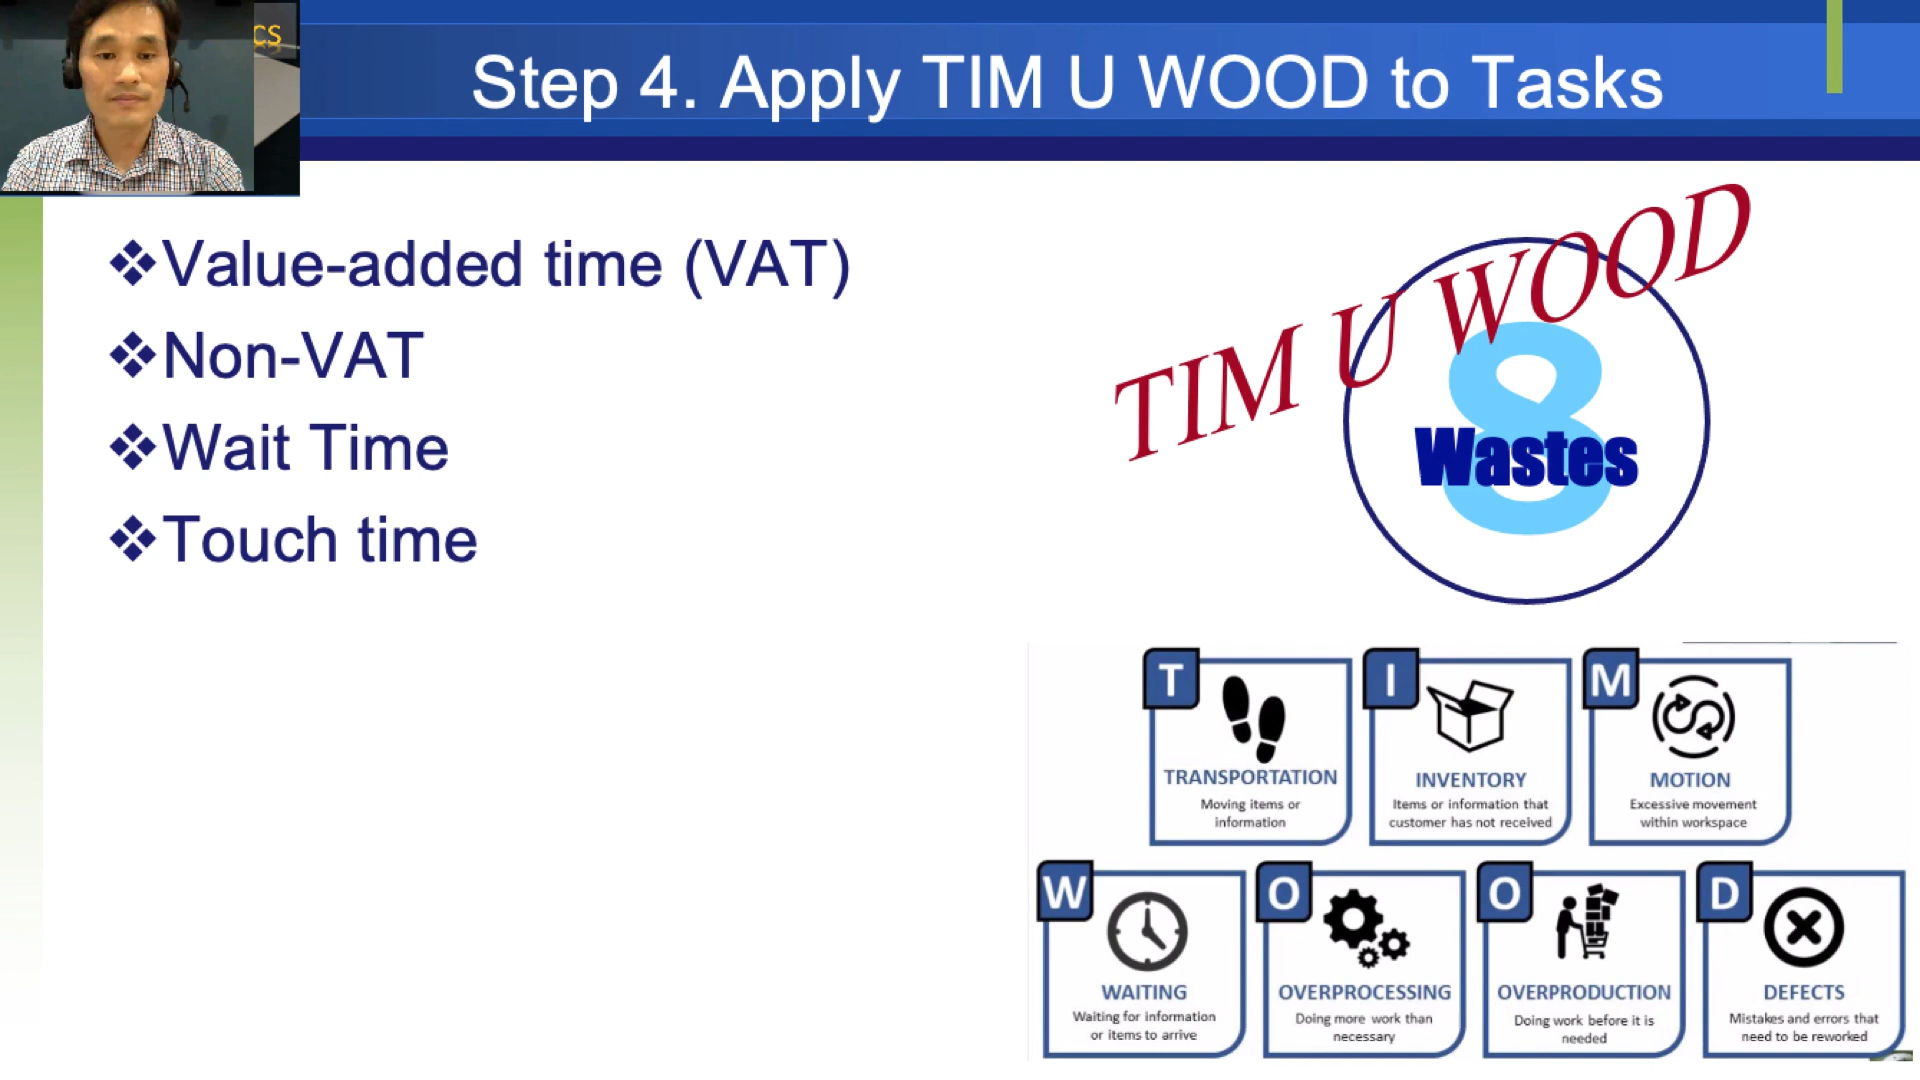 CS
Step 4. Apply TIM U WOOD to Tasks
❖Value-added time (VAT)
❖Non-VAT
❖Wait Time
❖Touch time
TIM U WOOD
8
Wastes
T
TRANSPORTATION
Moving items or
information
I
INVENTORY
Items or information that
customer has not received
M
MOTION
Excessive movement
within workspace
W
WAITING
Waiting for information
or items to arrive
O
OVERPROCESSING
Doing more work than
necessary
O
OVERPRODUCTION
Doing work before it is
needed
D
DEFECTS
Mistakes and errors that
need to be reworked